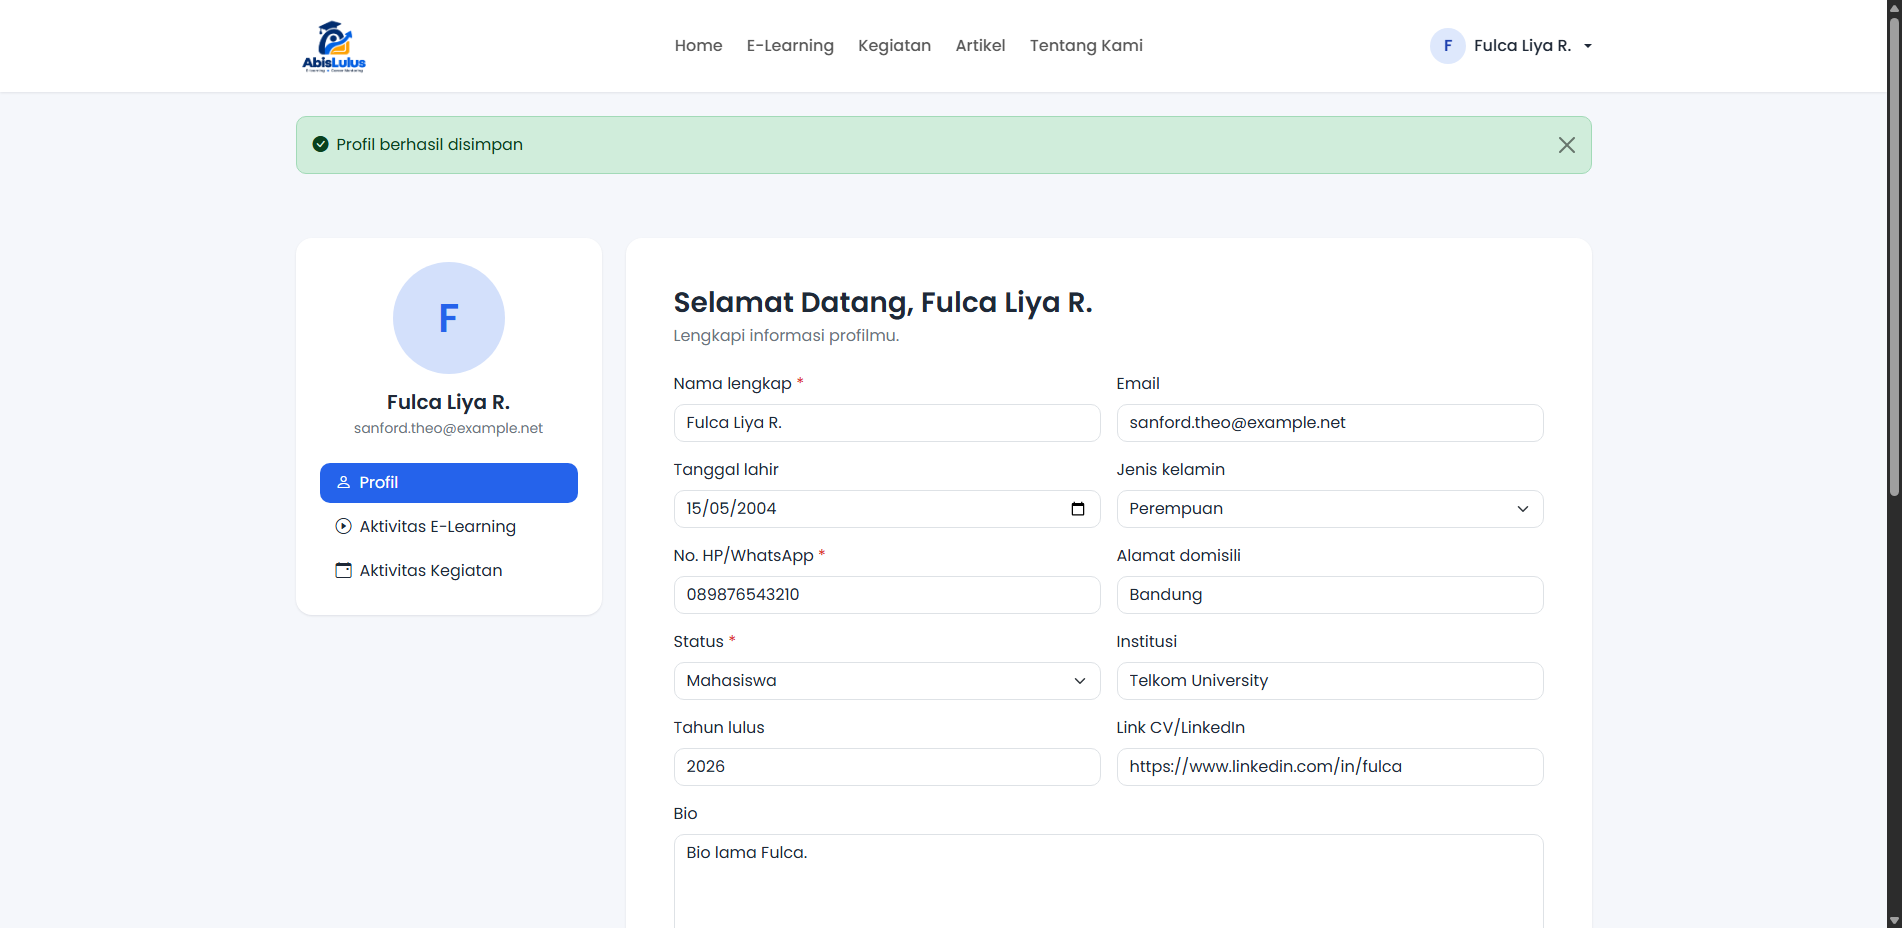 AbisLulus
Home E-Learning Kegiatan Artikel Tentang Kami
F Fulca Liya R.
Profil berhasil disimpan
F
Fulca Liya R.
sanford.theo@example.net
Profil
Aktivitas E-Learning
Aktivitas Kegiatan
Selamat Datang, Fulca Liya R.
Lengkapi informasi profilmu.
Nama lengkap * Email
Fulca Liya R. sanford.theo@example.net
Tanggal lahir Jenis kelamin
15/05/2004 Perempuan
No. HP/WhatsApp * Alamat domisili
089876543210 Bandung
Status * Institusi
Mahasiswa Telkom University
Tahun lulus Link CV/LinkedIn
2026 https://www.linkedin.com/in/fulca
Bio
Bio lama Fulca.